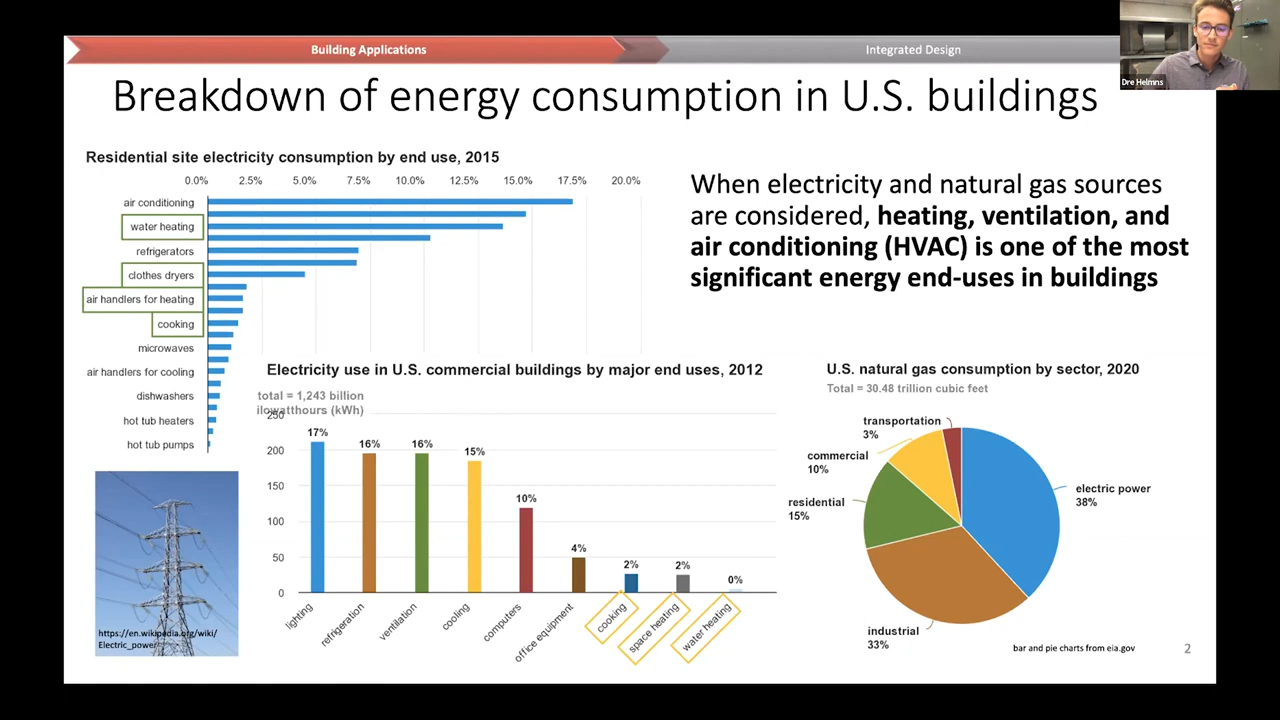 Building Applications
Integrated Design
Dre Helmns
Breakdown of energy consumption in U.S. buildings
Residential site electricity consumption by end use, 2015
0.0% 2.5% 5.0% 7.5% 10.0% 12.5% 15.0% 17.5% 20.0%
air conditioning
water heating
refrigerators
clothes dryers
air handlers for heating
cooking
microwaves
air handlers for cooling
dishwashers
hot tub heaters
hot tub pumps
When electricity and natural gas sources
are considered, heating, ventilation, and
air conditioning (HVAC) is one of the most
significant energy end-uses in buildings
Electricity use in U.S. commercial buildings by major end uses, 2012
total = 1,243 billion
ilowatthours (kWh)
250
200
150
100
50
0
17%
16%
16%
15%
10%
4%
2%
2%
0%
lighting
refrigeration
ventilation
cooling
computers
office equipment
cooking
space heating
water heating
U.S. natural gas consumption by sector, 2020
Total = 30.48 trillion cubic feet
transportation
3%
commercial
10%
residential
15%
electric power
38%
industrial
33%
https://en.wikipedia.org/wiki/
Electric_power
bar and pie charts from eia.gov
2